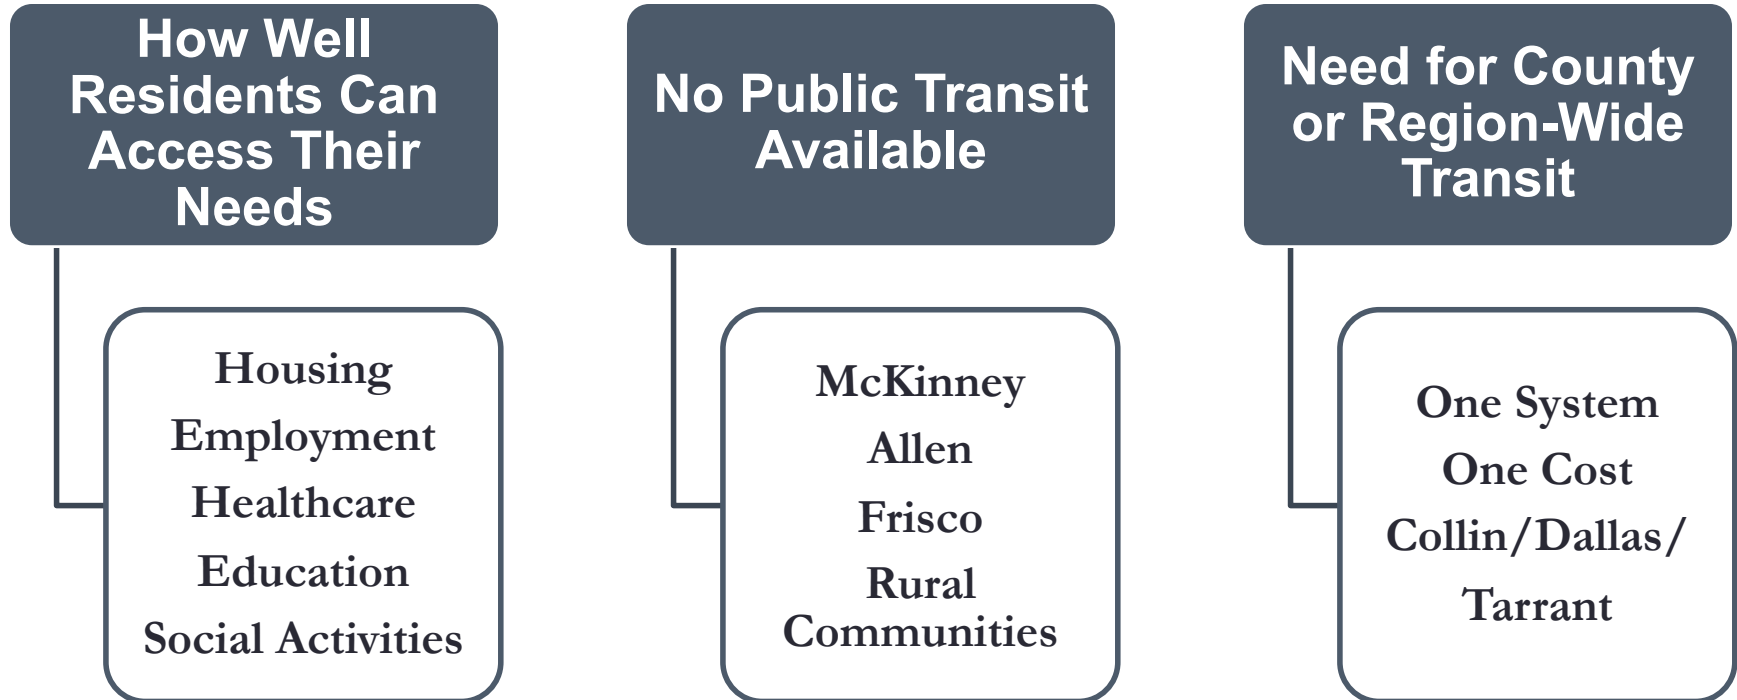 How Well
Residents Can
Access Their
Needs
Housing
Employment
Healthcare
Education
Social Activities
No Public Transit
Available
McKinney
Allen
Frisco
Rural
Communities
Need for County
or Region-Wide
Transit
One System
One Cost
Collin/Dallas/
Tarrant